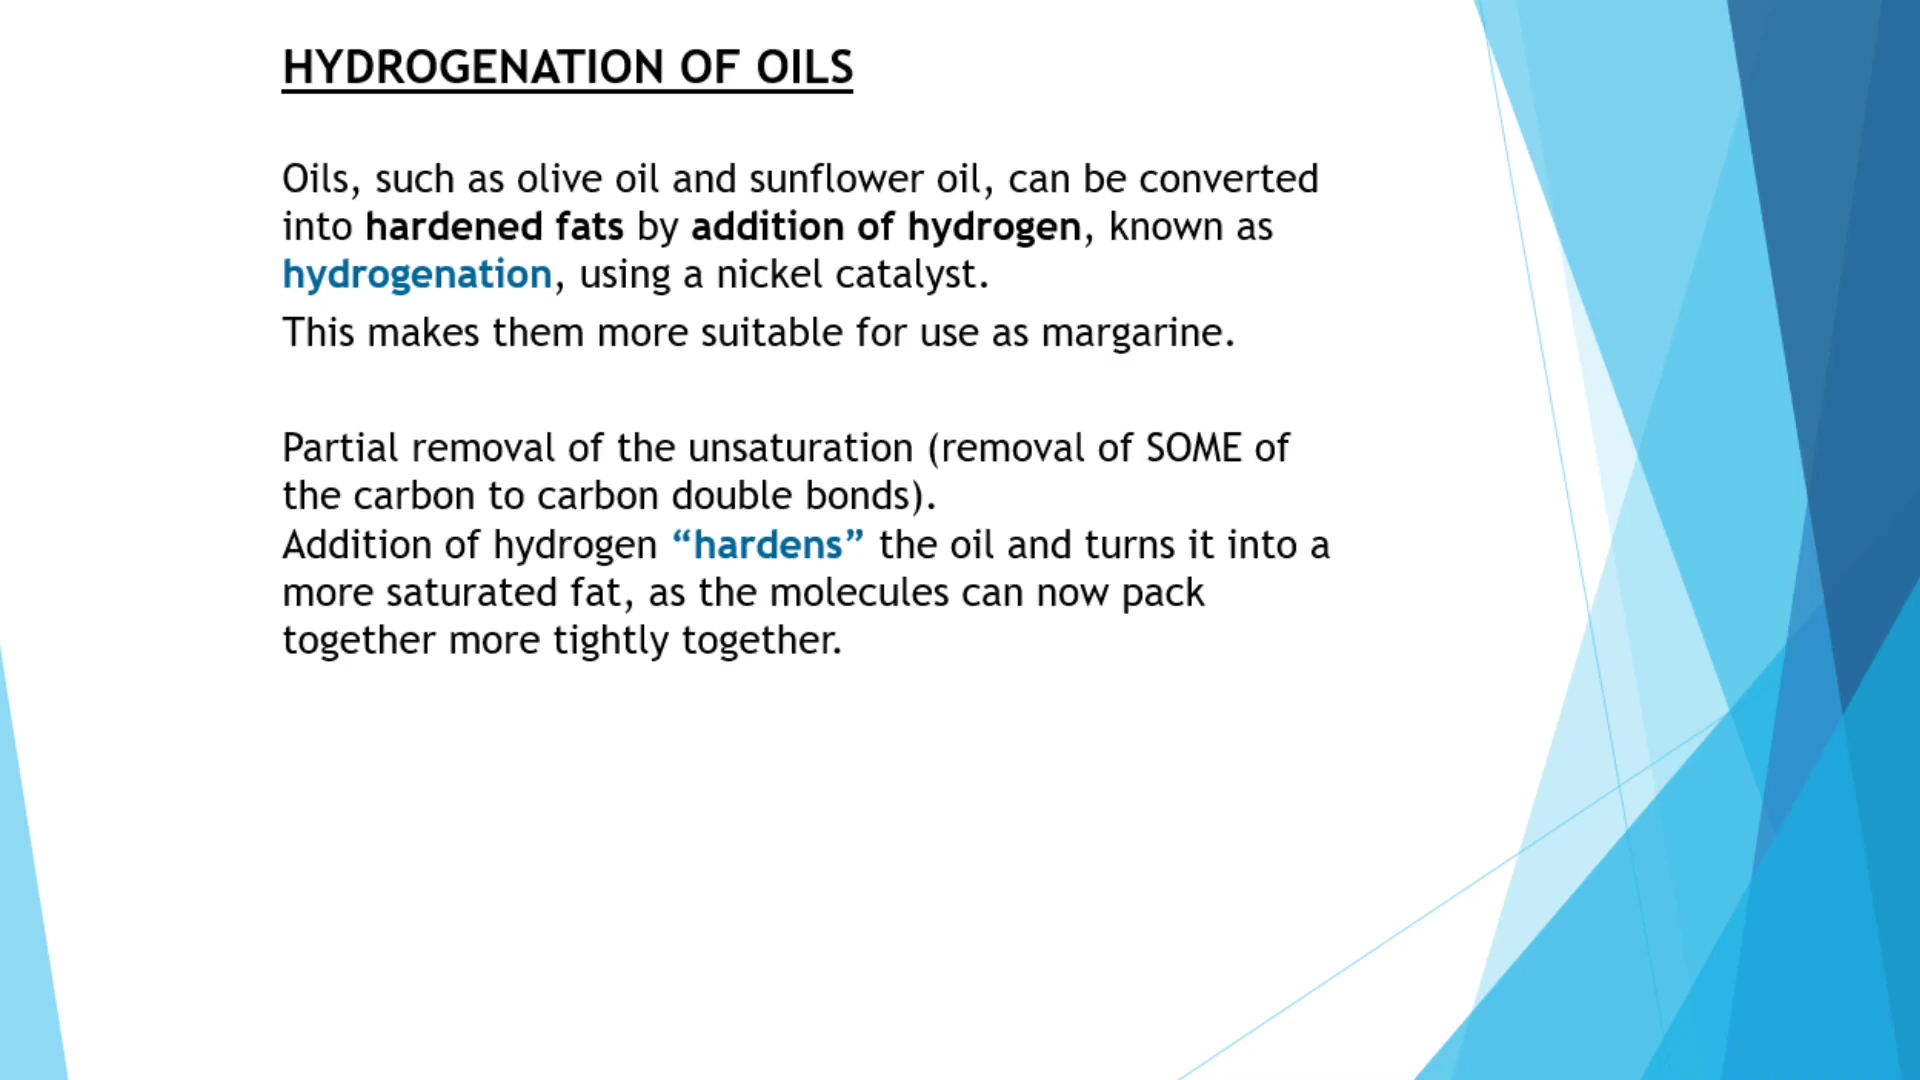 HYDROGENATION OF OILS
Oils, such as olive oil and sunflower oil, can be converted
into hardened fats by addition of hydrogen, known as
hydrogenation, using a nickel catalyst.
This makes them more suitable for use as margarine.
Partial removal of the unsaturation (removal of SOME of
the carbon to carbon double bonds).
Addition of hydrogen “hardens” the oil and turns it into a
more saturated fat, as the molecules can now pack
together more tightly together.